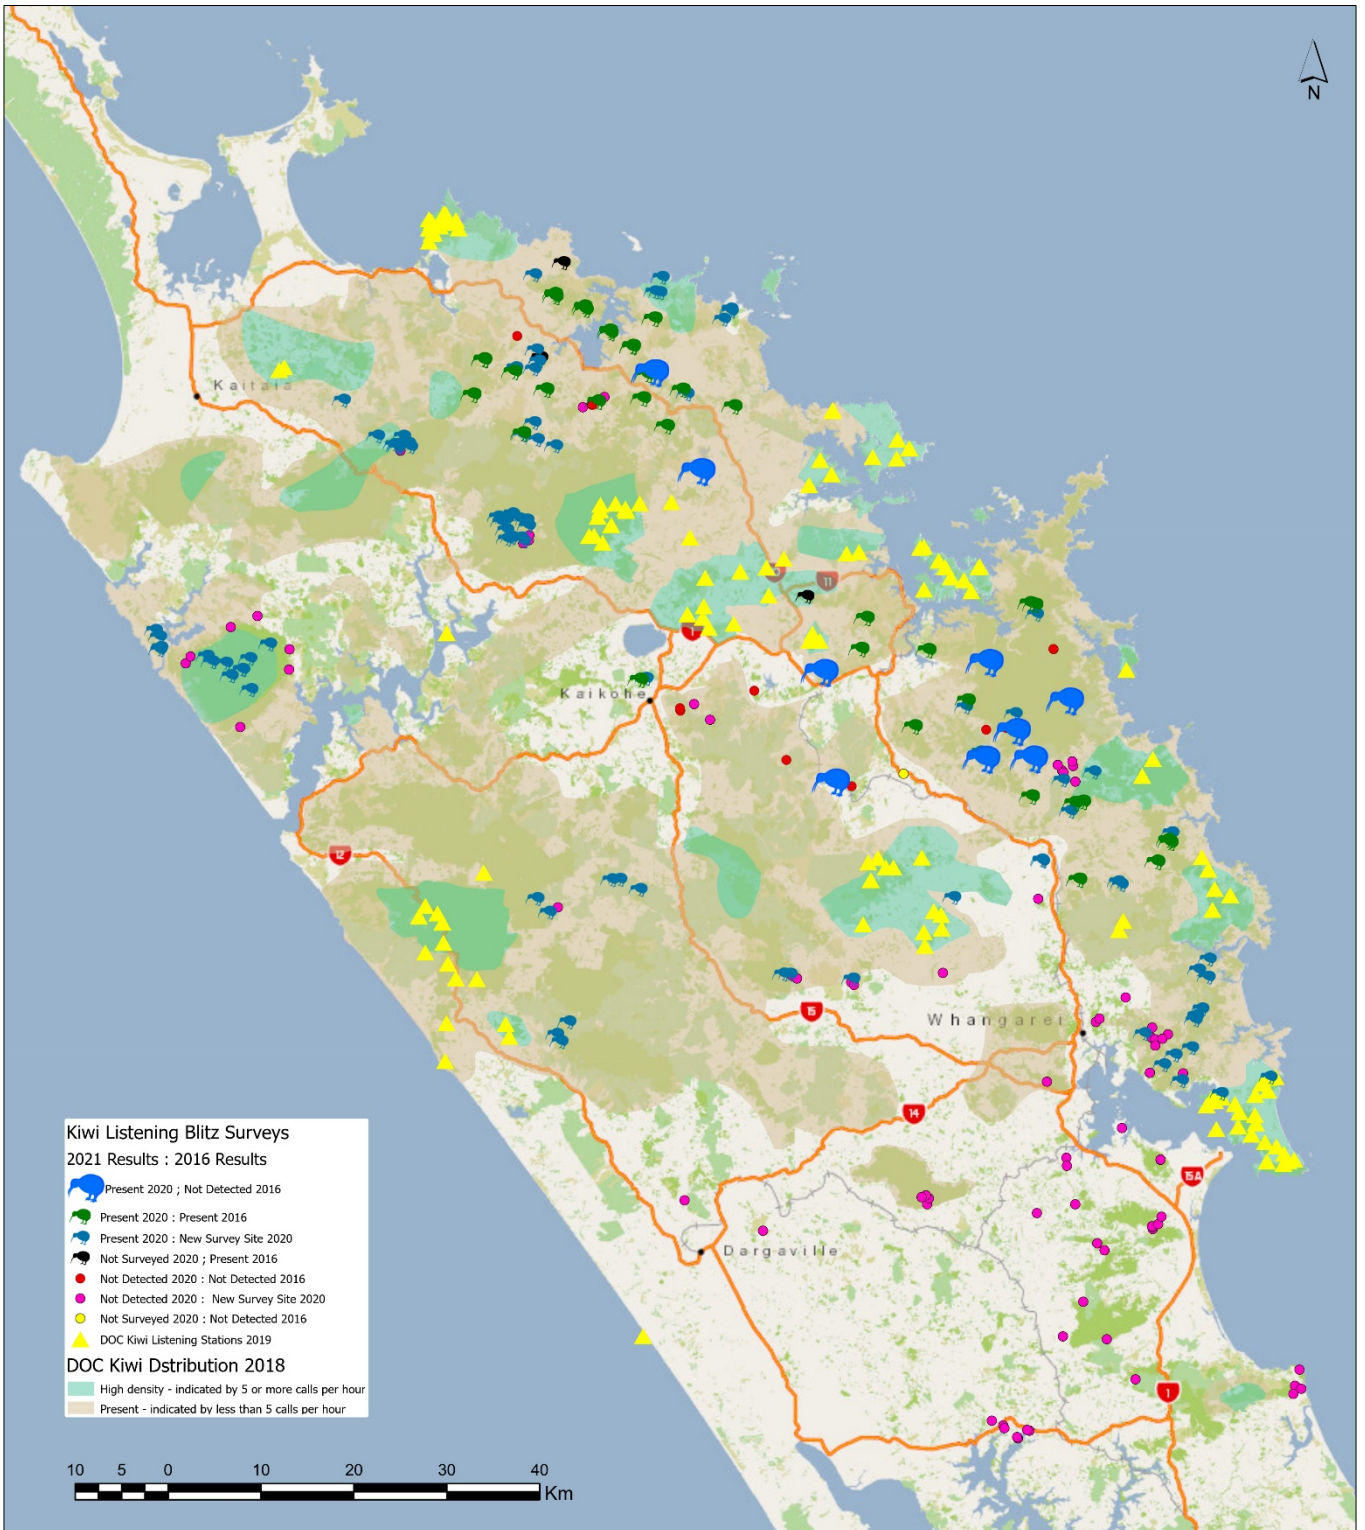 N
Kaitaia
11
1
Kaikohe
12
15
Whangarei
14
15A
Dargaville
1
Kiwi Listening Blitz Surveys
2021 Results : 2016 Results
Present 2020 ; Not Detected 2016
Present 2020 : Present 2016
Present 2020 : New Survey Site 2020
Not Surveyed 2020 ; Present 2016
Not Detected 2020 : Not Detected 2016
Not Detected 2020 : New Survey Site 2020
Not Surveyed 2020 : Not Detected 2016
DOC Kiwi Listening Stations 2019
DOC Kiwi Dstribution 2018
High density - indicated by 5 or more calls per hour
Present - indicated by less than 5 calls per hour
10 5 0 10 20 30 40
Km